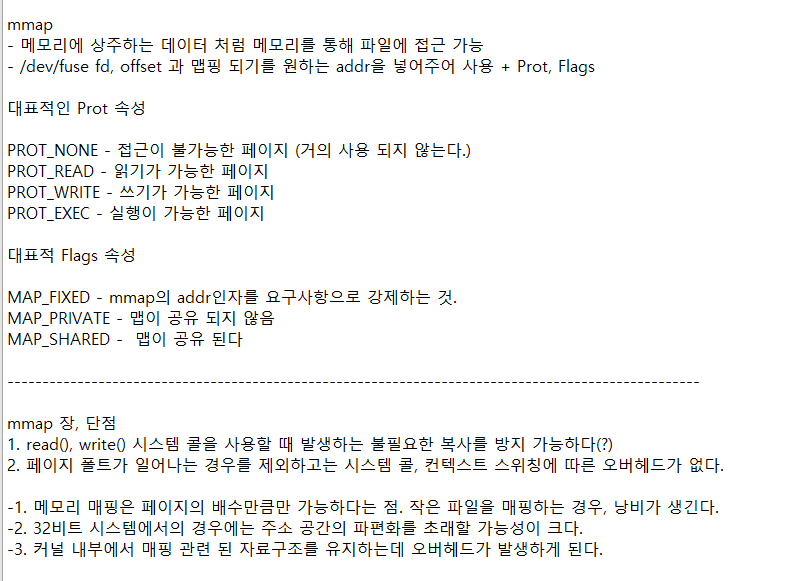 mmap
- 메모리에 상주하는 데이터 처럼 메모리를 통해 파일에 접근 가능
- /dev/fuse fd, offset 과 맵핑 되기를 원하는 addr을 넣어주어 사용 + Prot, Flags
대표적인 Prot 속성
PROT_NONE - 접근이 불가능한 페이지 (거의 사용 되지 않는다.)
PROT_READ - 읽기가 가능한 페이지
PROT_WRITE - 쓰기가 가능한 페이지
PROT_EXEC - 실행이 가능한 페이지
대표적 Flags 속성
MAP_FIXED - mmap의 addr인자를 요구사항으로 강제하는 것.
MAP_PRIVATE - 맵이 공유 되지 않음
MAP_SHARED -  맵이 공유 된다
----------------------------------------------------------------------------------------------------
mmap 장, 단점
1. read(), write() 시스템 콜을 사용할 때 발생하는 불필요한 복사를 방지 가능하다(?)
2. 페이지 폴트가 일어나는 경우를 제외하고는 시스템 콜, 컨텍스트 스위칭에 따른 오버헤드가 없다.
-1. 메모리 매핑은 페이지의 배수만큼만 가능하다는 점. 작은 파일을 매핑하는 경우, 낭비가 생긴다.
-2. 32비트 시스템에서의 경우에는 주소 공간의 파편화를 초래할 가능성이 크다.
-3. 커널 내부에서 매핑 관련 된 자료구조를 유지하는데 오버헤드가 발생하게 된다.